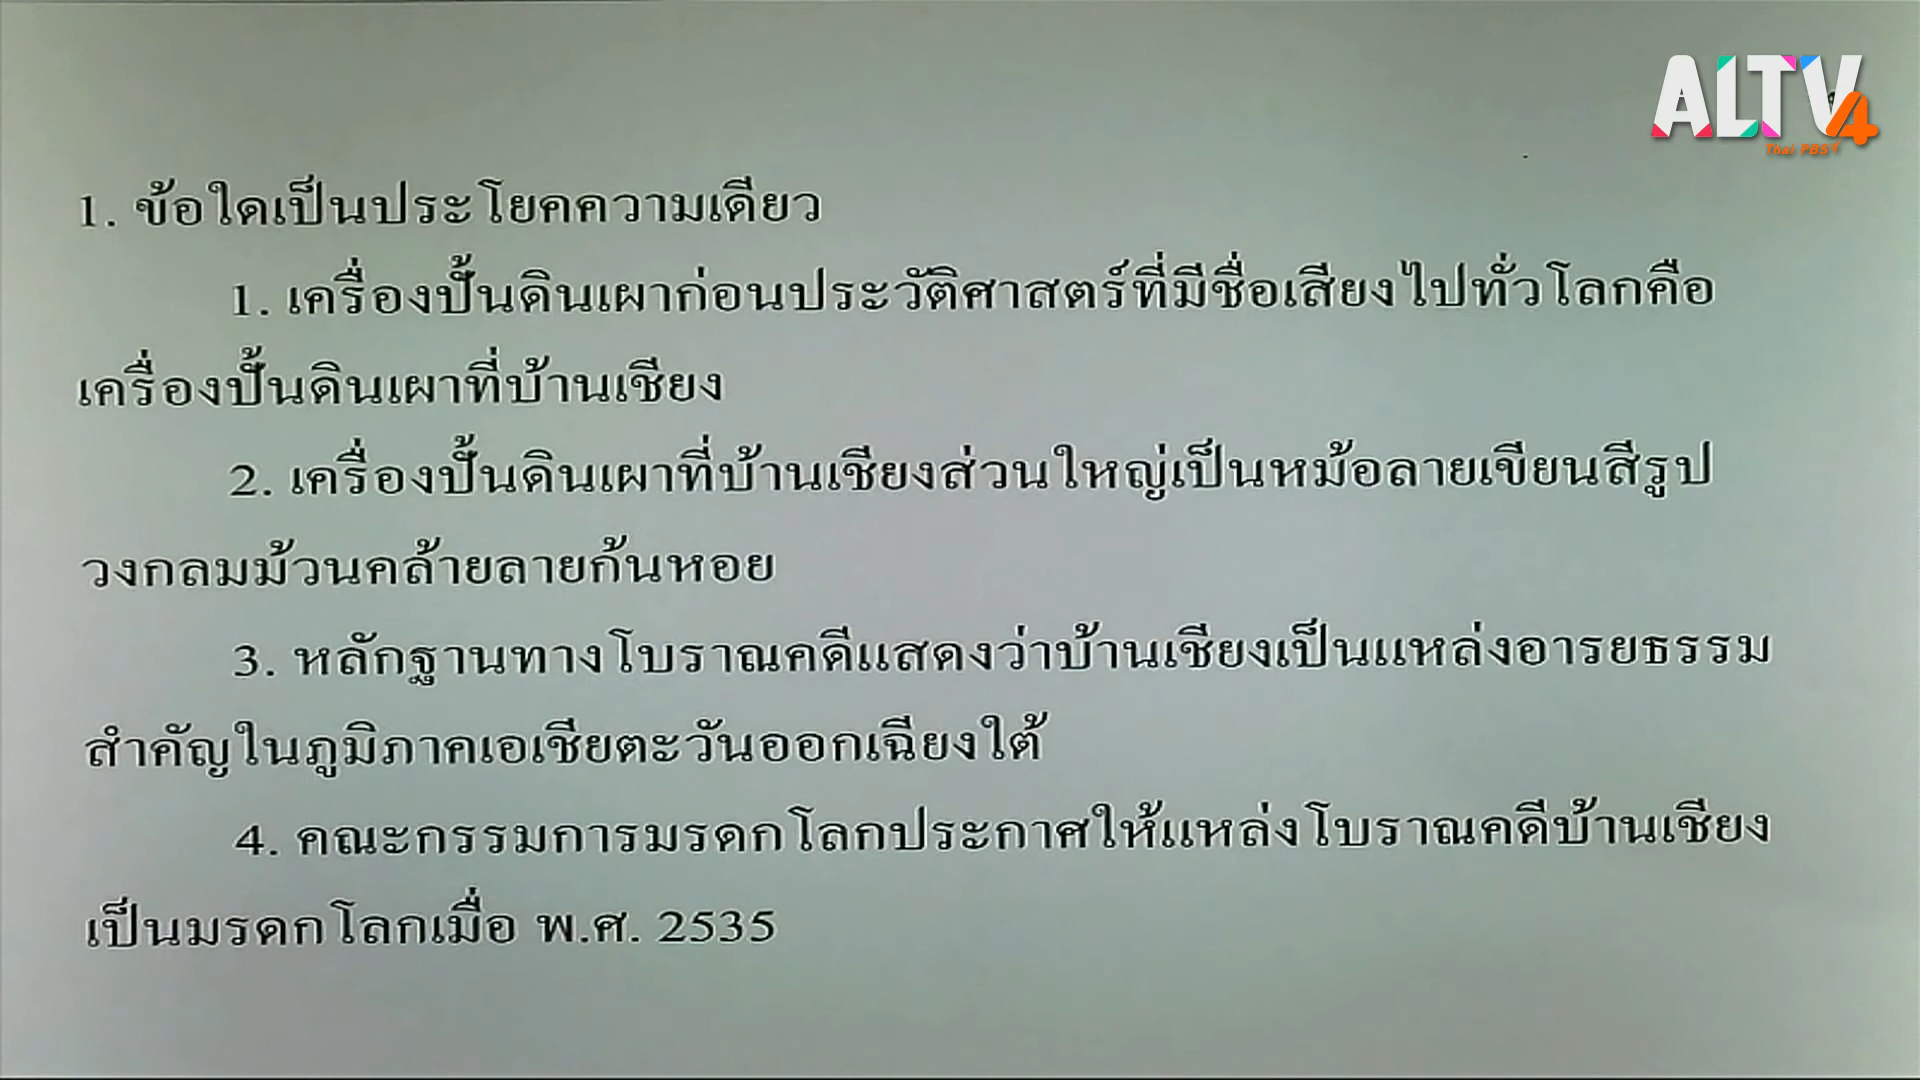 ALTV4
Thai PBS
1. ข้อใดเป็นประโยคความเดียว
1. เครื่องปั้นดินเผาก่อนประวัติศาสตร์ที่มีชื่อเสียงไปทั่วโลกคือ
เครื่องปั้นดินเผาที่บ้านเชียง
2. เครื่องปั้นดินเผาที่บ้านเชียงส่วนใหญ่เป็นหม้อลายเขียนสีรูป
วงกลมม้วนคล้ายลายก้นหอย
3. หลักฐานทางโบราณคดีแสดงว่าบ้านเชียงเป็นแหล่งอารยธรรม
สำคัญในภูมิภาคเอเชียตะวันออกเฉียงใต้
4. คณะกรรมการมรดกโลกประกาศให้แหล่งโบราณคดีบ้านเชียง
เป็นมรดกโลกเมื่อ พ.ศ. 2535